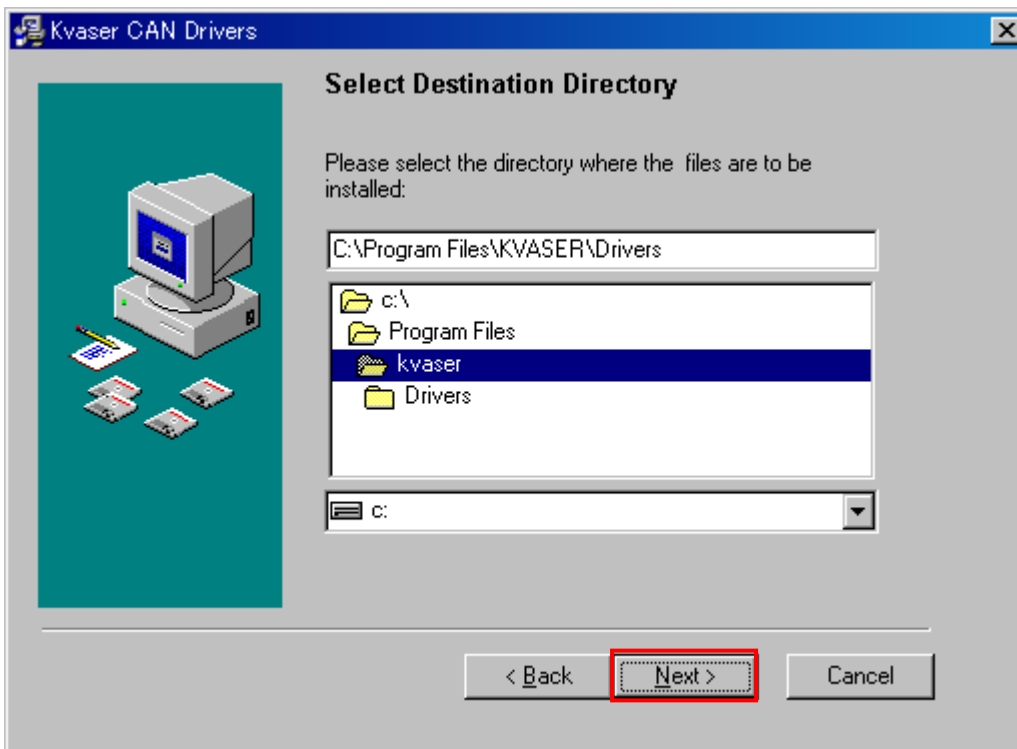 Kvaser CAN Drivers
Select Destination Directory
Please select the directory where the files are to be
installed:
C:\Program Files\KVASER\Drivers
c:\
Program Files
kvaser
Drivers
c:
< Back Next > Cancel